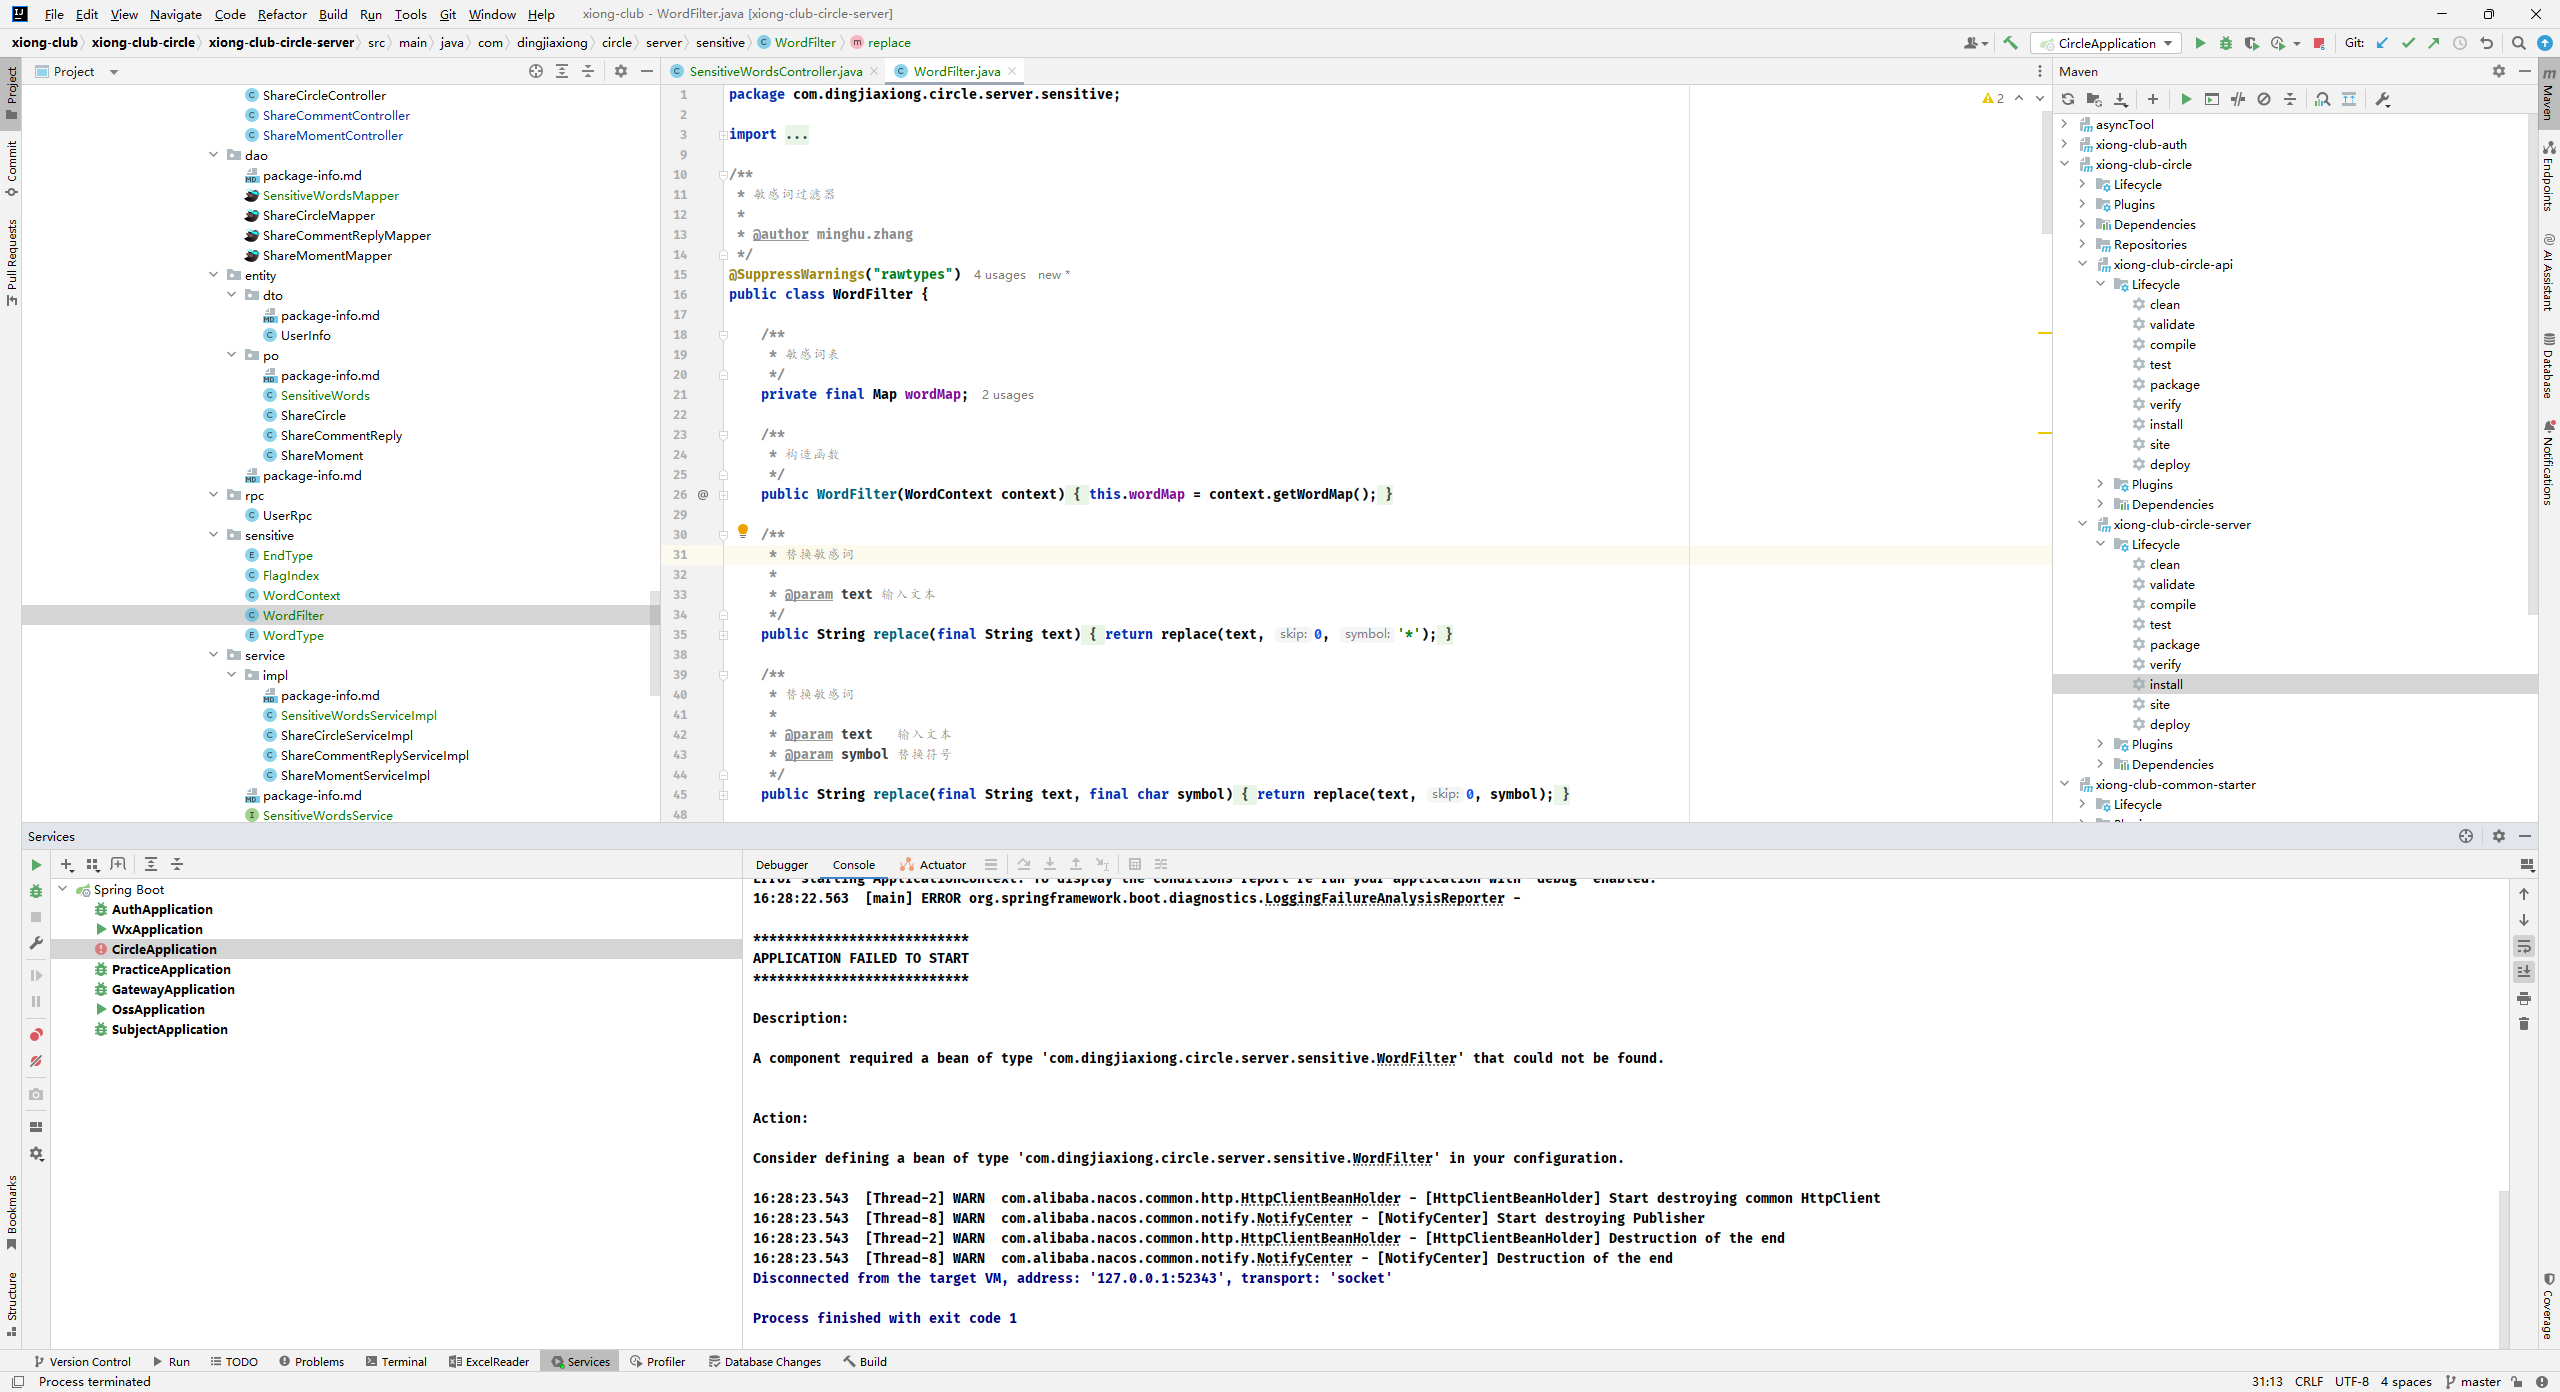 File Edit View Navigate Code Refactor Build Run Tools Git Window Help xiong-club - WordFilter.java [xiong-club-circle-server]
xiong-club xiong-club-circle xiong-club-circle-server src main java com dingjiaxiong circle server sensitive WordFilter replace
CircleApplication Git:
Project
SensitiveWordsController.java
WordFilter.java
Maven
Project
Commit
Pull Requests
Bookmarks
Structure
ShareCircleController
ShareCommentController
ShareMomentController
dao
package-info.md
SensitiveWordsMapper
ShareCircleMapper
ShareCommentReplyMapper
ShareMomentMapper
entity
dto
package-info.md
UserInfo
po
package-info.md
SensitiveWords
ShareCircle
ShareCommentReply
ShareMoment
package-info.md
rpc
UserRpc
sensitive
EndType
FlagIndex
WordContext
WordFilter
WordType
service
impl
package-info.md
SensitiveWordsServiceImpl
ShareCircleServiceImpl
ShareCommentReplyServiceImpl
ShareMomentServiceImpl
package-info.md
SensitiveWordsService
2
1 package com.dingjiaxiong.circle.server.sensitive;
2
3 import ...
9
10 /**
11 * 敏感词过滤器
12 *
13 * @author minghu.zhang
14 */
15 @SuppressWarnings("rawtypes") 4 usages new *
16 public class WordFilter {
17
18 /**
19 * 敏感词表
20 */
21 private final Map wordMap; 2 usages
22
23 /**
24 * 构造函数
25 */
26 @ public WordFilter(WordContext context) { this.wordMap = context.getWordMap(); }
29
30 /**
31 * 替换敏感词
32 *
33 * @param text 输入文本
34 */
35 public String replace(final String text) { return replace(text, skip: 0, symbol: '*'); }
38
39 /**
40 * 替换敏感词
41 *
42 * @param text 输入文本
43 * @param symbol 替换符号
44 */
45 public String replace(final String text, final char symbol) { return replace(text, skip: 0, symbol); }
48
asyncTool
xiong-club-auth
xiong-club-circle
Lifecycle
Plugins
Dependencies
Repositories
xiong-club-circle-api
Lifecycle
clean
validate
compile
test
package
verify
install
site
deploy
Plugins
Dependencies
xiong-club-circle-server
Lifecycle
clean
validate
compile
test
package
verify
install
site
deploy
Plugins
Dependencies
xiong-club-common-starter
Lifecycle
Maven
Endpoints
AI Assistant
Database
Notifications
Coverage
Services
Spring Boot
AuthApplication
WxApplication
CircleApplication
PracticeApplication
GatewayApplication
OssApplication
SubjectApplication
Debugger Console Actuator
Error starting ApplicationContext. To display the conditions report re-run your application with 'debug' enabled.
16:28:22.563 [main] ERROR org.springframework.boot.diagnostics.LoggingFailureAnalysisReporter -
***************************
APPLICATION FAILED TO START
***************************
Description:
A component required a bean of type 'com.dingjiaxiong.circle.server.sensitive.WordFilter' that could not be found.
Action:
Consider defining a bean of type 'com.dingjiaxiong.circle.server.sensitive.WordFilter' in your configuration.
16:28:23.543 [Thread-2] WARN com.alibaba.nacos.common.http.HttpClientBeanHolder - [HttpClientBeanHolder] Start destroying common HttpClient
16:28:23.543 [Thread-8] WARN com.alibaba.nacos.common.notify.NotifyCenter - [NotifyCenter] Start destroying Publisher
16:28:23.543 [Thread-2] WARN com.alibaba.nacos.common.http.HttpClientBeanHolder - [HttpClientBeanHolder] Destruction of the end
16:28:23.543 [Thread-8] WARN com.alibaba.nacos.common.notify.NotifyCenter - [NotifyCenter] Destruction of the end
Disconnected from the target VM, address: '127.0.0.1:52343', transport: 'socket'
Process finished with exit code 1
Version Control Run TODO Problems Terminal ExcelReader Services Profiler Database Changes Build
Process terminated 31:13 CRLF UTF-8 4 spaces master